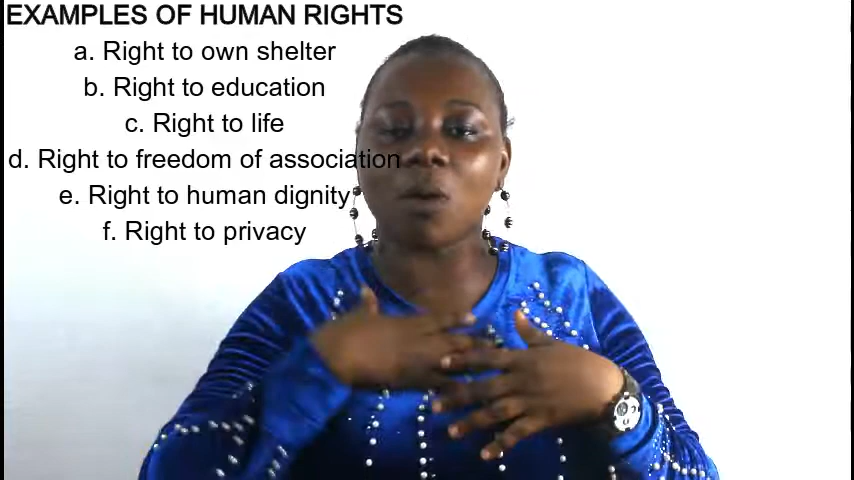 EXAMPLES OF HUMAN RIGHTS
a. Right to own shelter
b. Right to education
c. Right to life
d. Right to freedom of association
e. Right to human dignity
f. Right to privacy